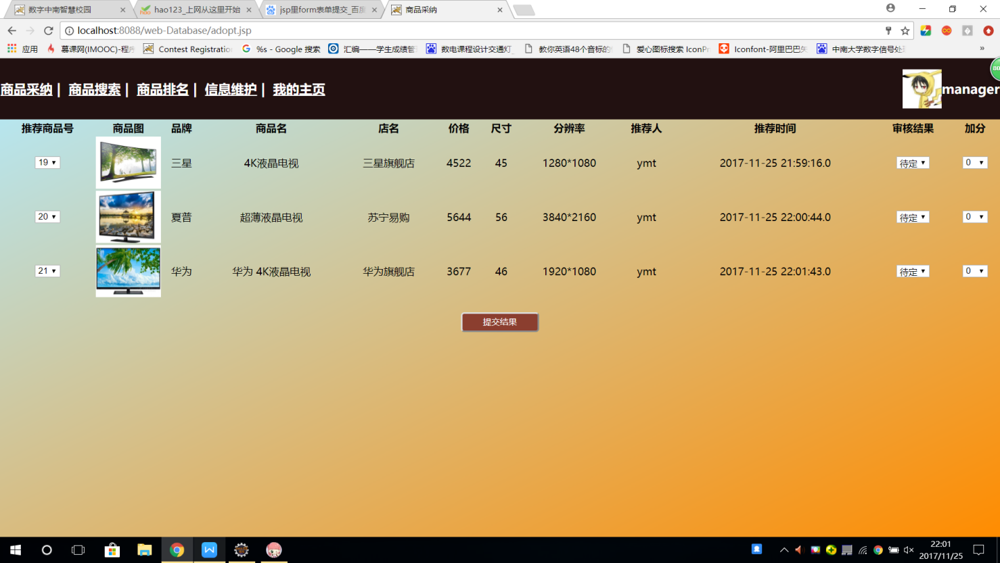 数字中南智慧校园
hao123_上网从这里开始
jsp里form表单提交_百度
商品采纳
localhost:8088/web-Database/adopt.jsp
应用 慕课网(IMOOC)-程序 Contest Registration %s - Google 搜索 汇编——学生成绩管 数电课程设计交通灯_ 教你英语48个音标的 爱心图标搜索 IconPr Iconfont-阿里巴巴矢 中南大学数字信号处 »
80
商品采纳 | 商品搜索 | 商品排名 | 信息维护 | 我的主页 manager
推荐商品号 商品图 品牌 商品名 店名 价格 尺寸 分辨率 推荐人 推荐时间 审核结果 加分
19 三星 4K液晶电视 三星旗舰店 4522 45 1280*1080 ymt 2017-11-25 21:59:16.0 待定 0
20 夏普 超薄液晶电视 苏宁易购 5644 56 3840*2160 ymt 2017-11-25 22:00:44.0 待定 0
21 华为 华为 4K液晶电视 华为旗舰店 3677 46 1920*1080 ymt 2017-11-25 22:01:43.0 待定 0
提交结果
22:01
2017/11/25